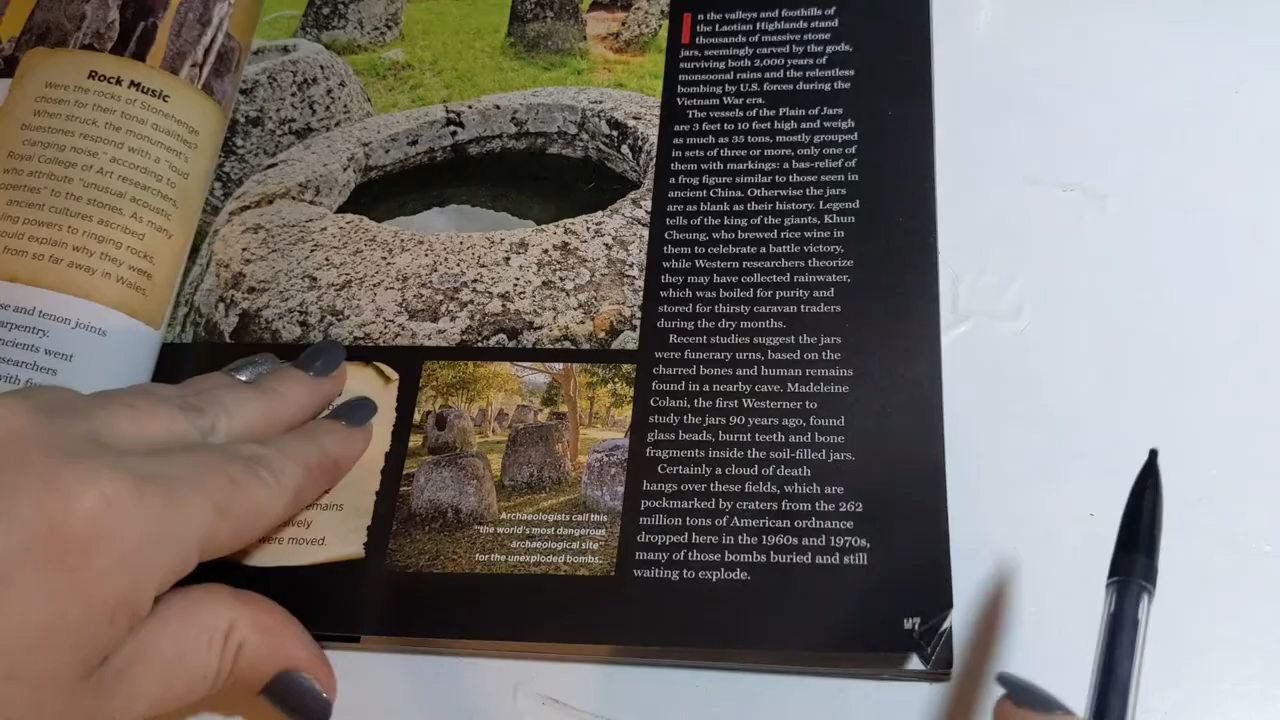 Rock Music
Were the rocks of Stonehenge
chosen for their tonal qualities?
When struck, the monument's
bluestones respond with a "loud
clanging noise," according to
Royal College of Art researchers,
who attribute "unusual acoustic
properties" to the stones. As many
ancient cultures ascribed
ling powers to ringing rocks,
ould explain why they were
from so far away in Wales.
se and tenon joints
arpentry.
ncients went
searchers
emains
sively
were moved.
Archaeologists call this
"the world's most dangerous
archaeological site"
for the unexploded bombs.
In the valleys and foothills of
the Laotian Highlands stand
thousands of massive stone
jars, seemingly carved by the gods,
surviving both 2,000 years of
monsoonal rains and the relentless
bombing by U.S. forces during the
Vietnam War era.
The vessels of the Plain of Jars
are 3 feet to 10 feet high and weigh
as much as 35 tons, mostly grouped
in sets of three or more, only one of
them with markings: a bas-relief of
a frog figure similar to those seen in
ancient China. Otherwise the jars
are as blank as their history. Legend
tells of the king of the giants, Khun
Cheung, who brewed rice wine in
them to celebrate a battle victory,
while Western researchers theorize
they may have collected rainwater,
which was boiled for purity and
stored for thirsty caravan traders
during the dry months.
Recent studies suggest the jars
were funerary urns, based on the
charred bones and human remains
found in a nearby cave. Madeleine
Colani, the first Westerner to
study the jars 90 years ago, found
glass beads, burnt teeth and bone
fragments inside the soil-filled jars.
Certainly a cloud of death
hangs over these fields, which are
pockmarked by craters from the 262
million tons of American ordnance
dropped here in the 1960s and 1970s,
many of those bombs buried and still
waiting to explode.